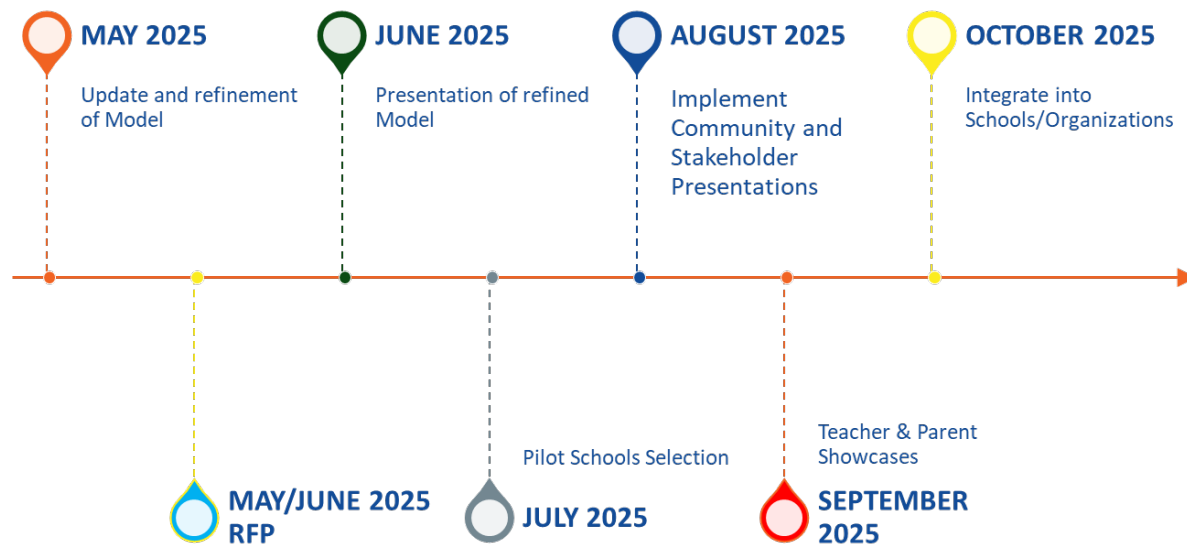 MAY 2025
Update and refinement
of Model
JUNE 2025
Presentation of refined
Model
AUGUST 2025
Implement
Community and
Stakeholder
Presentations
OCTOBER 2025
Integrate into
Schools/Organizations
MAY/JUNE 2025
RFP
Pilot Schools Selection
JULY 2025
Teacher & Parent
Showcases
SEPTEMBER
2025